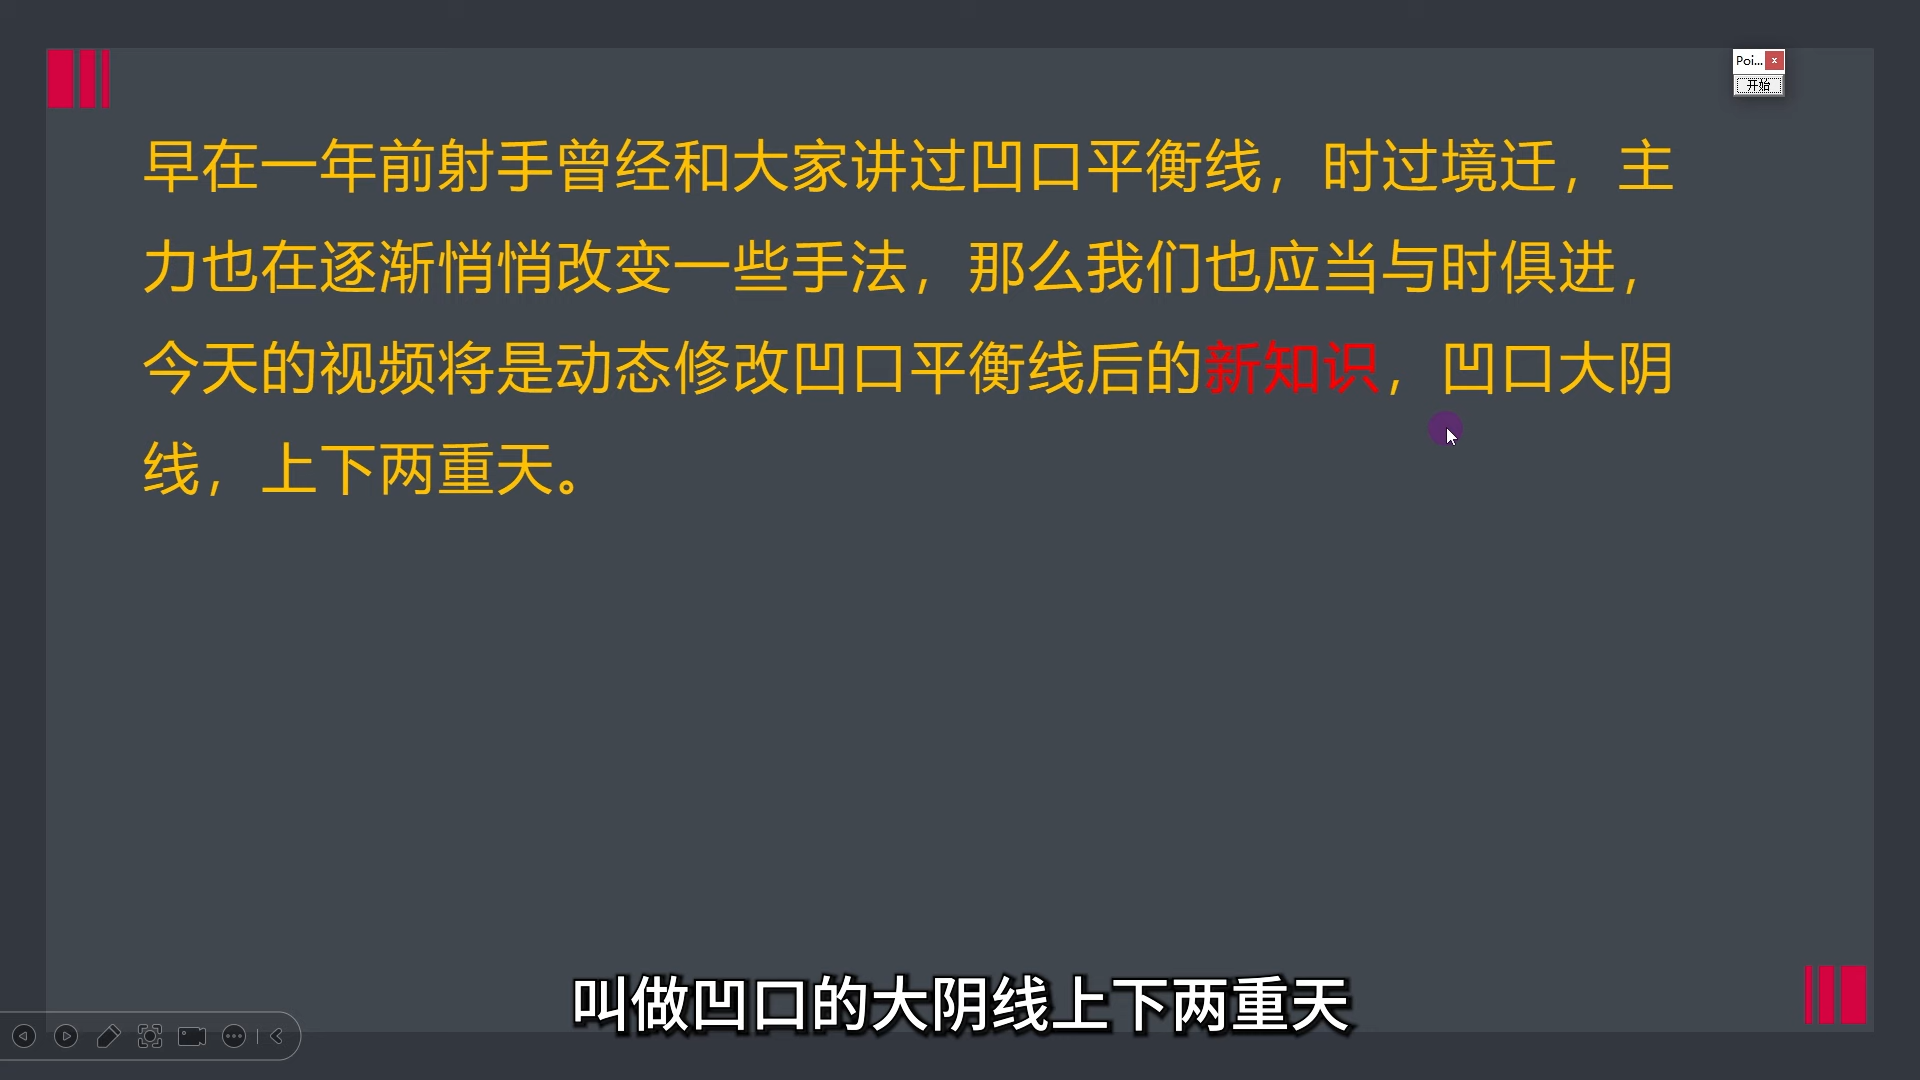 Poi...
开始
早在一年前射手曾经和大家讲过凹口平衡线，时过境迁，主
力也在逐渐悄悄改变一些手法，那么我们也应当与时俱进，
今天的视频将是动态修改凹口平衡线后的新知识，凹口大阴
线，上下两重天。
叫做凹口的大阴线上下两重天